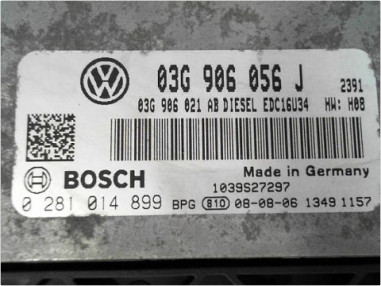 03G 906 056 J 2391
03G 906 021 AB DIESEL EDC16U34 HW: H08
Made in Germany
BOSCH 1039S27297
0 281 014 899 BPG 810 08-08-06 1349 1157